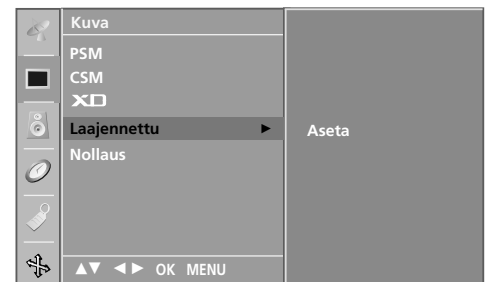 Kuva
PSM
CSM
XD
Laajennettu ► Aseta
Nollaus
▲▼ ◄► OK MENU